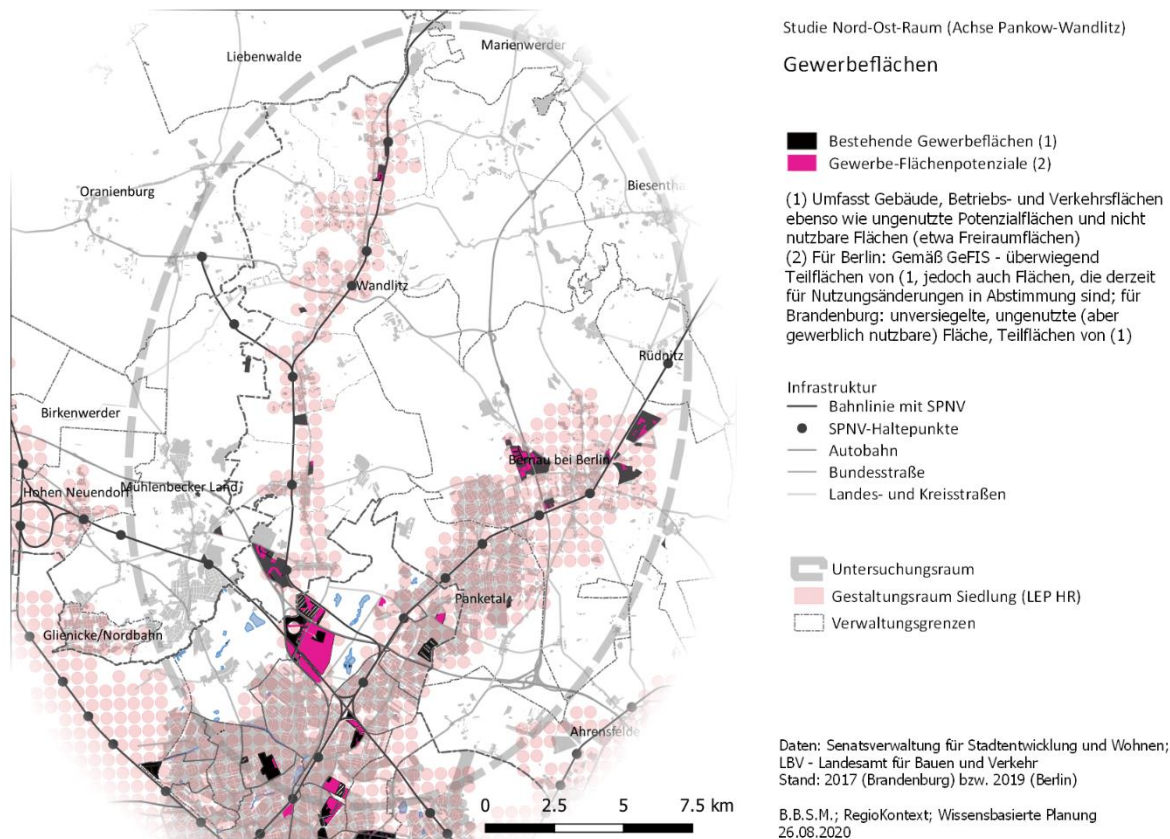 Studie Nord-Ost-Raum (Achse Pankow-Wandlitz)
Gewerbeflächen
Bestehende Gewerbeflächen (1)
Gewerbe-Flächenpotenziale (2)
(1) Umfasst Gebäude, Betriebs- und Verkehrsflächen
ebenso wie ungenutzte Potenzialflächen und nicht
nutzbare Flächen (etwa Freiraumflächen)
(2) Für Berlin: Gemäß GeFIS - überwiegend
Teilflächen von (1, jedoch auch Flächen, die derzeit
für Nutzungsänderungen in Abstimmung sind; für
Brandenburg: unversiegelte, ungenutzte (aber
gewerblich nutzbare) Fläche, Teilflächen von (1)
Infrastruktur
Bahnlinie mit SPNV
SPNV-Haltepunkte
Autobahn
Bundesstraße
Landes- und Kreisstraßen
Untersuchungsraum
Gestaltungsraum Siedlung (LEP HR)
Verwaltungsgrenzen
Daten: Senatsverwaltung für Stadtentwicklung und Wohnen;
LBV - Landesamt für Bauen und Verkehr
Stand: 2017 (Brandenburg) bzw. 2019 (Berlin)
B.B.S.M.; RegioKontext; Wissensbasierte Planung
26.08.2020
Marienwerder
Liebenwalde
Oranienburg
Biesentha
Wandlitz
Rüdnitz
Birkenwerder
Bernau bei Berlin
Mühlenbecker Land
Hohen Neuendorf
Panketal
Glienicke/Nordbahn
Ahrensfelde
0 2.5 5 7.5 km